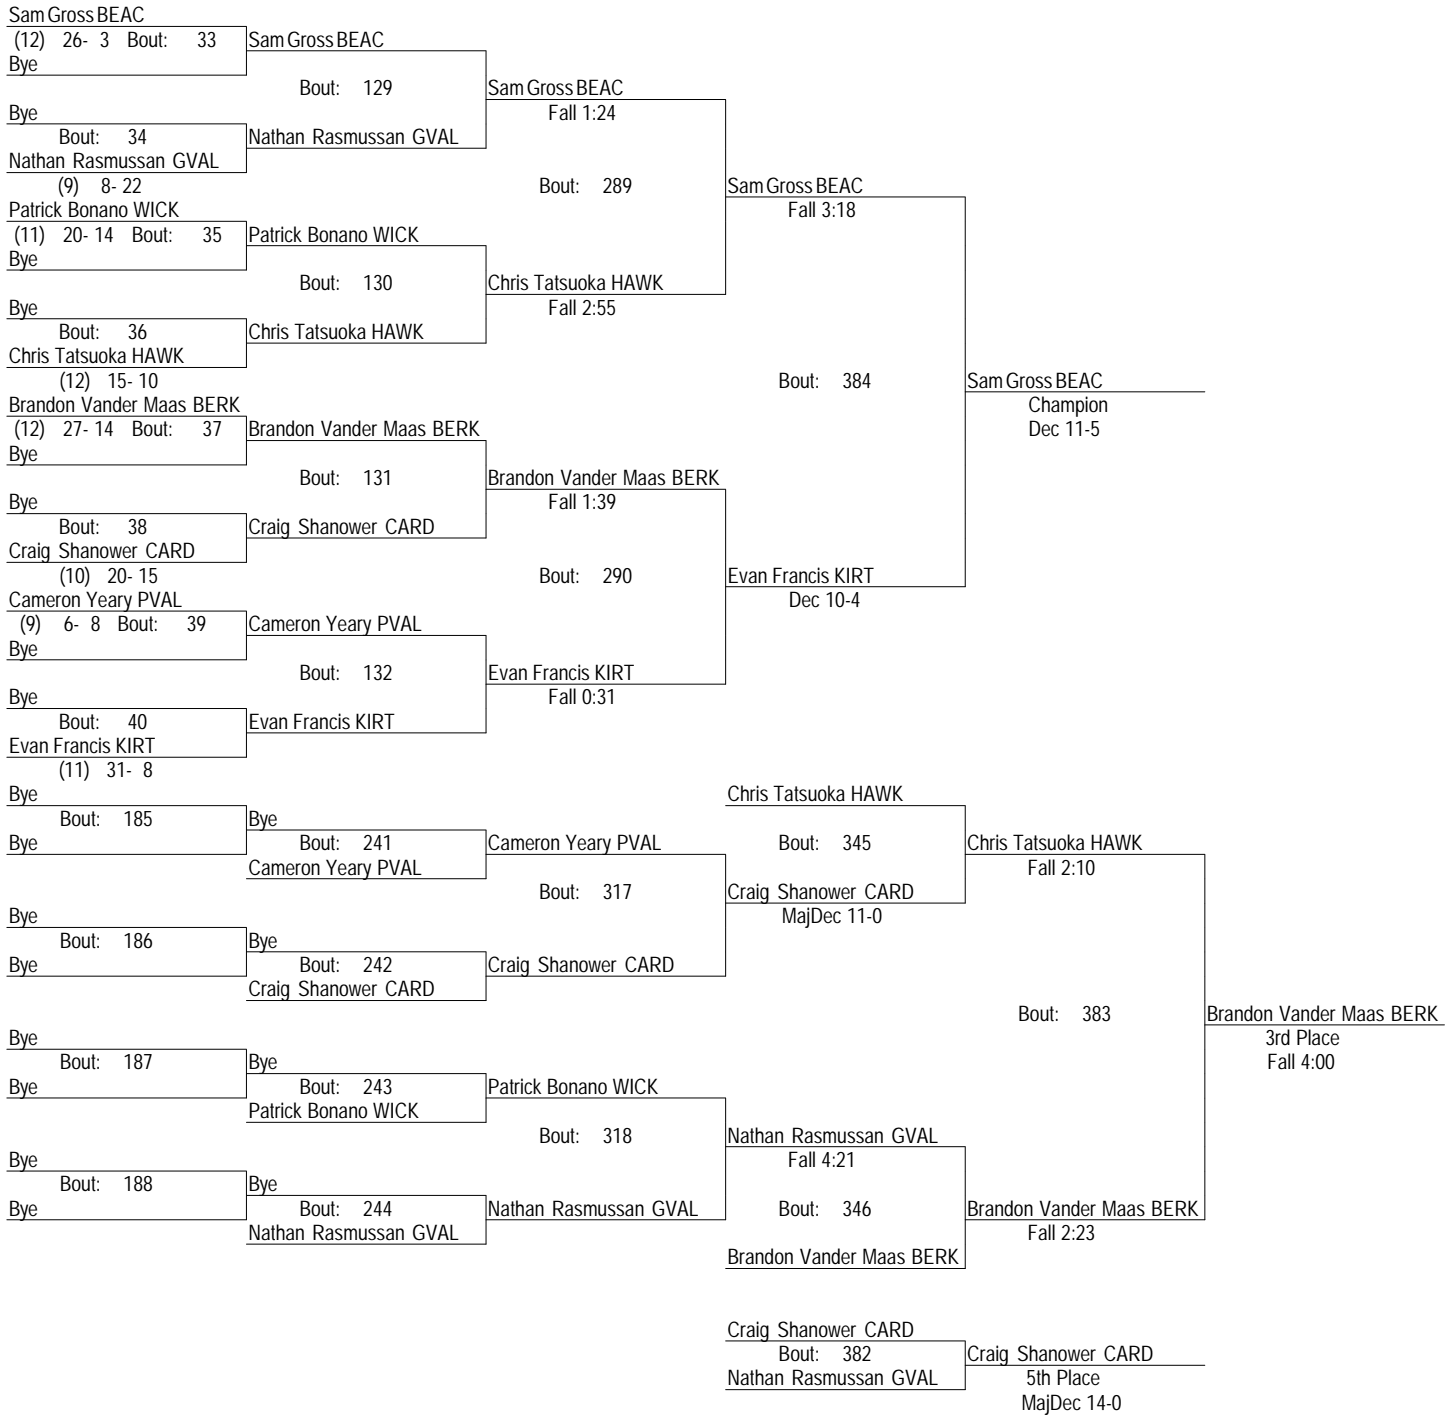 Sam Gross BEAC
(12) 26- 3 Bout: 33 Sam Gross BEAC
Bye
Bout: 129 Sam Gross BEAC
Bye Fall 1:24
Bout: 34 Nathan Rasmussan GVAL
Nathan Rasmussan GVAL
(9) 8- 22 Bout: 289 Sam Gross BEAC
Patrick Bonano WICK Fall 3:18
(11) 20- 14 Bout: 35 Patrick Bonano WICK
Bye
Bout: 130 Chris Tatsuoka HAWK
Bye Fall 2:55
Bout: 36 Chris Tatsuoka HAWK
Chris Tatsuoka HAWK
(12) 15- 10 Bout: 384 Sam Gross BEAC
Brandon Vander Maas BERK Champion
(12) 27- 14 Bout: 37 Brandon Vander Maas BERK Dec 11-5
Bye
Bout: 131 Brandon Vander Maas BERK
Bye Fall 1:39
Bout: 38 Craig Shanower CARD
Craig Shanower CARD
(10) 20- 15 Bout: 290 Evan Francis KIRT
Cameron Yeary PVAL Dec 10-4
(9) 6- 8 Bout: 39 Cameron Yeary PVAL
Bye
Bout: 132 Evan Francis KIRT
Bye Fall 0:31
Bout: 40 Evan Francis KIRT
Evan Francis KIRT
(11) 31- 8
Bye Chris Tatsuoka HAWK
Bout: 185 Bye
Bye Bout: 241 Cameron Yeary PVAL Bout: 345 Chris Tatsuoka HAWK
Cameron Yeary PVAL Fall 2:10
Bout: 317 Craig Shanower CARD
Bye MajDec 11-0
Bout: 186 Bye
Bye Bout: 242 Craig Shanower CARD
Craig Shanower CARD
Bout: 383 Brandon Vander Maas BERK
Bye 3rd Place
Bout: 187 Bye Fall 4:00
Bye Bout: 243 Patrick Bonano WICK
Patrick Bonano WICK
Bout: 318 Nathan Rasmussan GVAL
Bye Fall 4:21
Bout: 188 Bye
Bye Bout: 244 Nathan Rasmussan GVAL Bout: 346 Brandon Vander Maas BERK
Nathan Rasmussan GVAL Fall 2:23
Brandon Vander Maas BERK
Craig Shanower CARD
Bout: 382 Craig Shanower CARD
Nathan Rasmussan GVAL 5th Place
MajDec 14-0